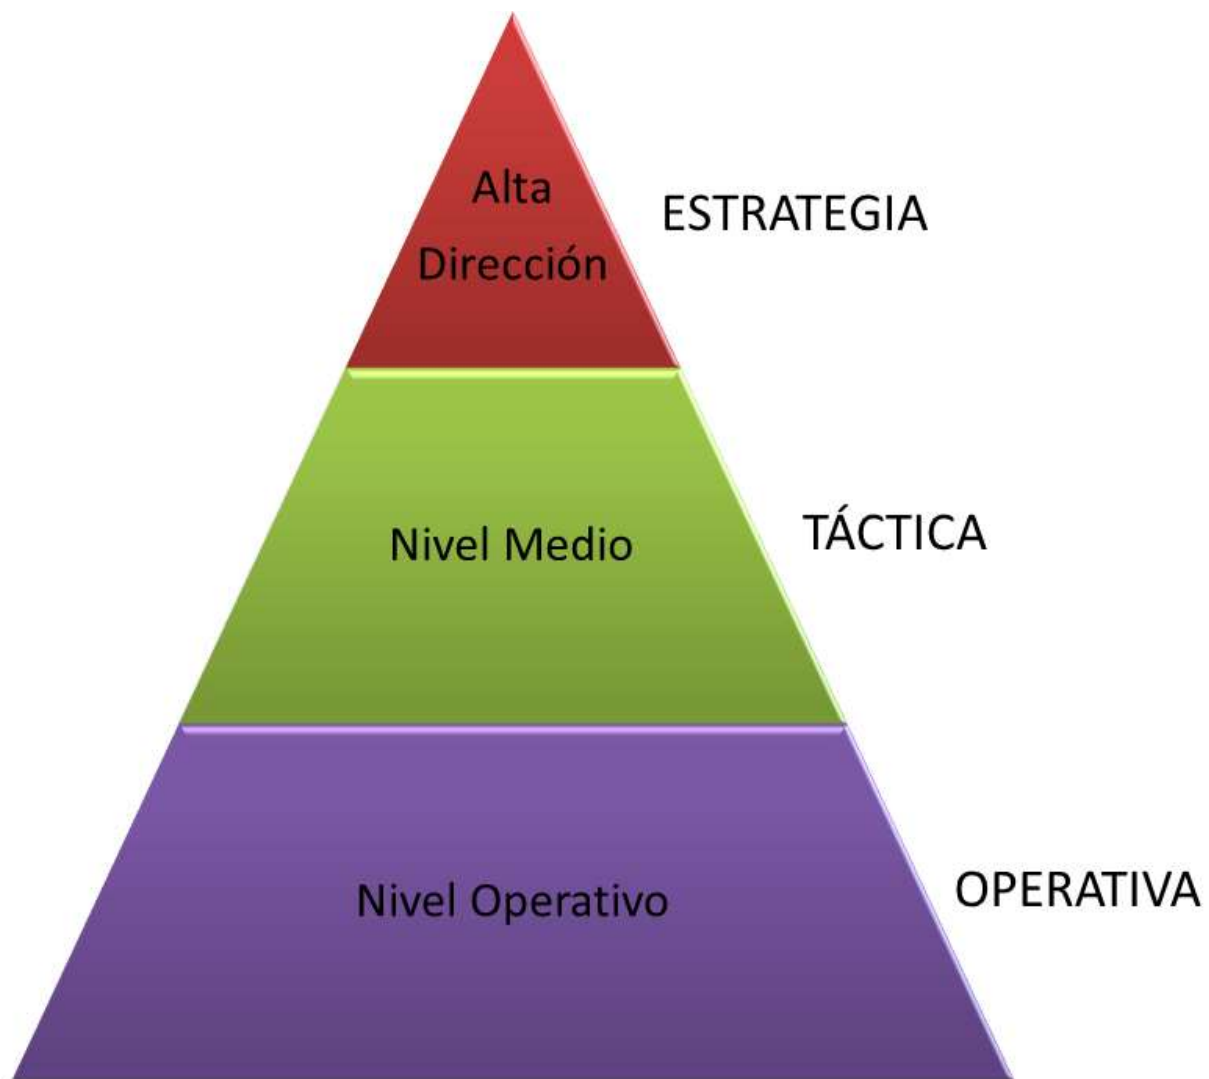 Alta
Dirección
ESTRATEGIA
Nivel Medio
TÁCTICA
Nivel Operativo
OPERATIVA